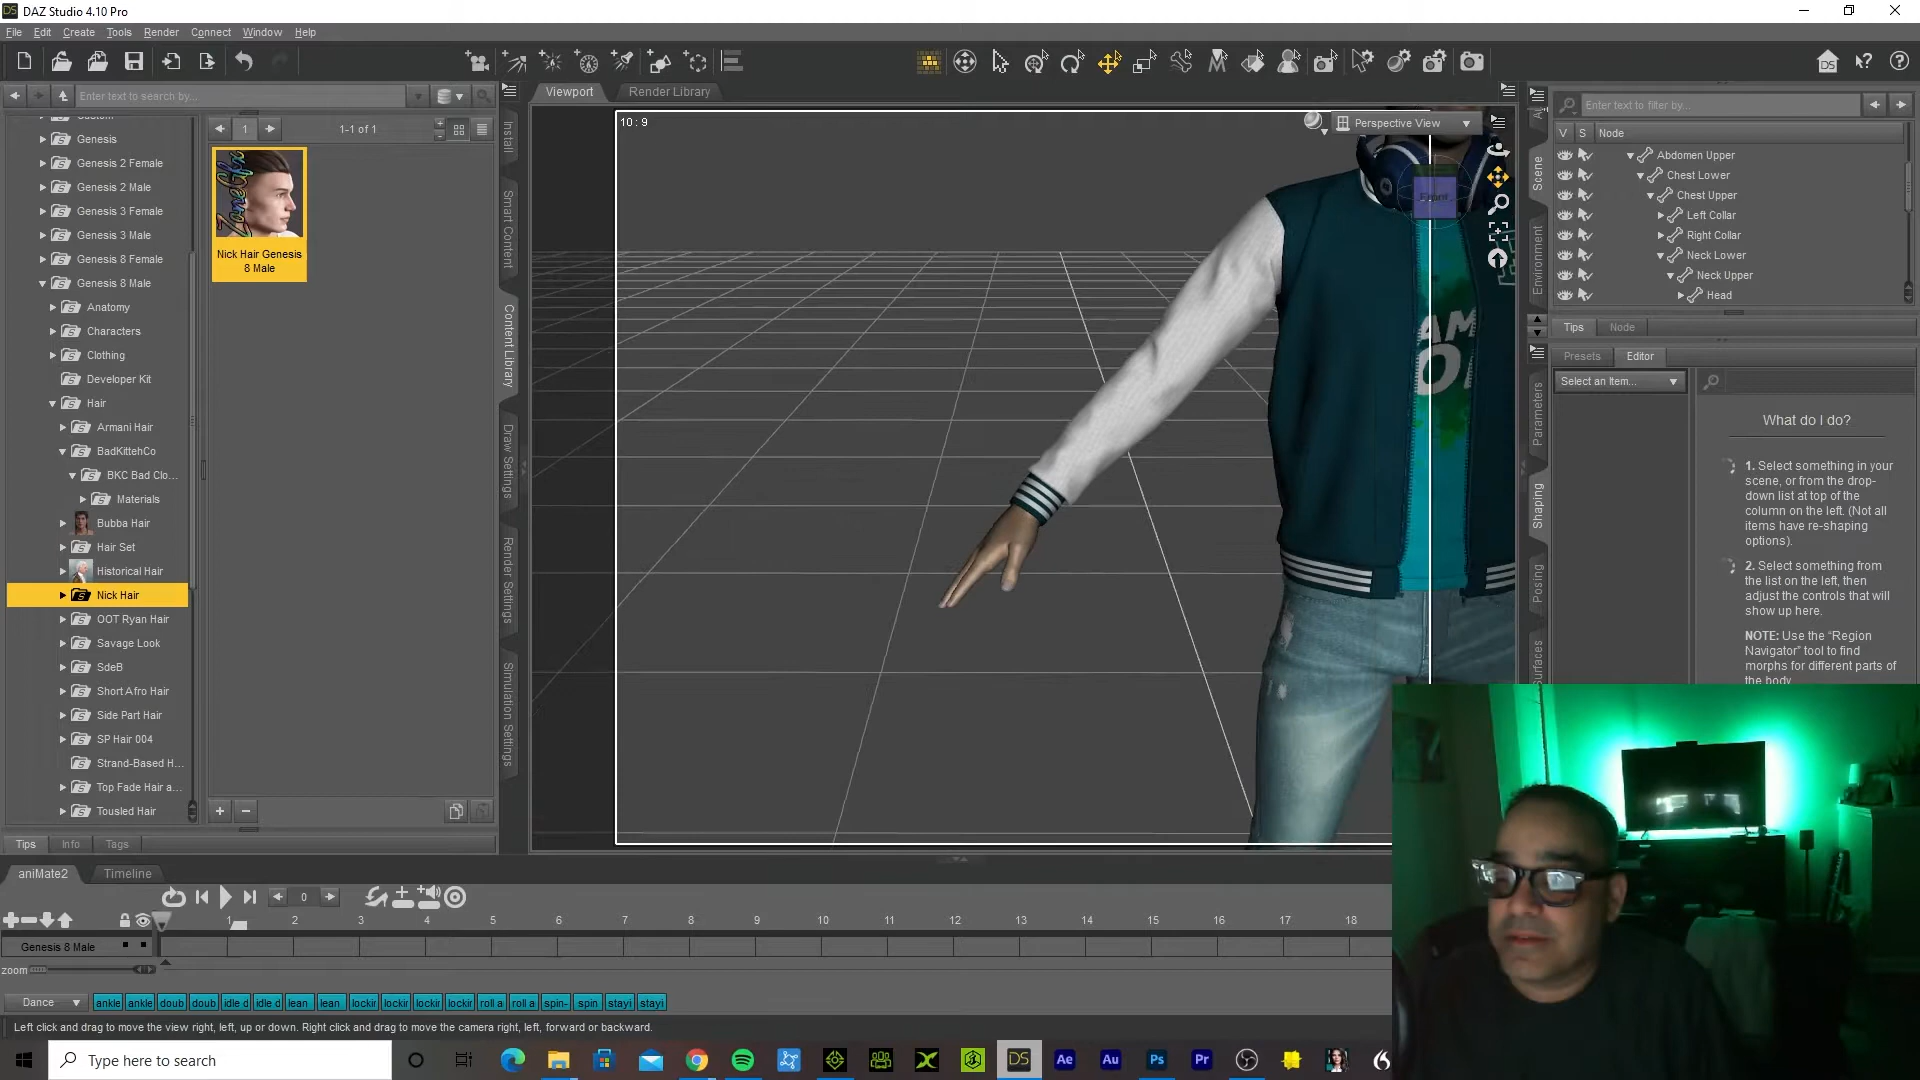 DAZ Studio 4.10 Pro
File Edit Create Tools Render Connect Window Help
Enter text to search by...
Viewport
Render Library
Enter text to filter by...
Genesis
Genesis 2 Female
Genesis 2 Male
Genesis 3 Female
Genesis 3 Male
Genesis 8 Female
Genesis 8 Male
Anatomy
Characters
Clothing
Developer Kit
Hair
Armani Hair
BadKittehCo
BKC Bad Clo...
Materials
Bubba Hair
Hair Set
Historical Hair
Nick Hair
OOT Ryan Hair
Savage Look
SdeB
Short Afro Hair
Side Part Hair
SP Hair 004
Strand-Based H...
Top Fade Hair a...
Tousled Hair
1
1-1 of 1
Nick Hair Genesis
8 Male
Install
Smart Content
Content Library
Draw Settings
Render Settings
Simulation Settings
10 : 9
Perspective View
Front
Scene
Environment
Parameters
Shaping
Posing
Surfaces
V S Node
Abdomen Upper
Chest Lower
Chest Upper
Left Collar
Right Collar
Neck Lower
Neck Upper
Head
Tips Node
Presets Editor
Select an Item...
What do I do?
1. Select something in your
scene, or from the drop-
down list at top of the
column on the left. (Not all
items have re-shaping
options).
2. Select something from
the list on the left, then
adjust the controls that will
show up here.
NOTE: Use the “Region
Navigator” tool to find
morphs for different parts of
the body
Tips Info Tags
aniMate2 Timeline
0
1 2 3 4 5 6 7 8 9 10 11 12 13 14 15 16 17 18
Genesis 8 Male
zoom
Dance ankle ankle doub doub idle d idle d lean lean lockin lockin lockin lockin roll a roll a spin- spin stayi stayi
Left click and drag to move the view right, left, up or down. Right click and drag to move the camera right, left, forward or backward.
Type here to search
DS Ae Au Ps Pr